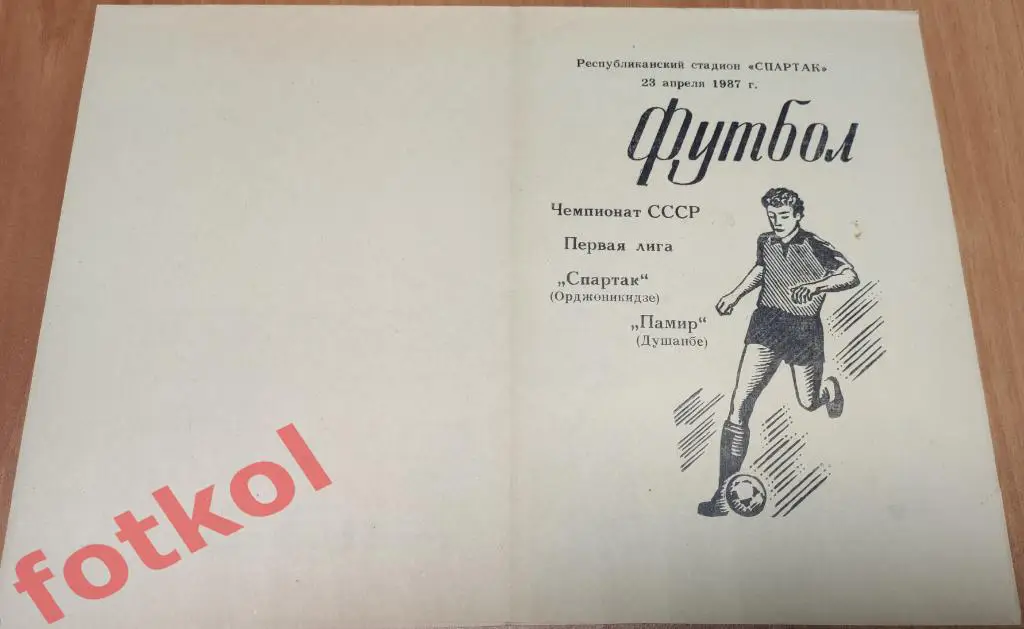 Республиканский стадион «СПАРТАК»
23 апреля 1987 г.
Футбол
Чемпионат СССР
Первая лига
„Спартак“
(Орджоникидзе)
„Памир“
(Душанбе)
fotkol